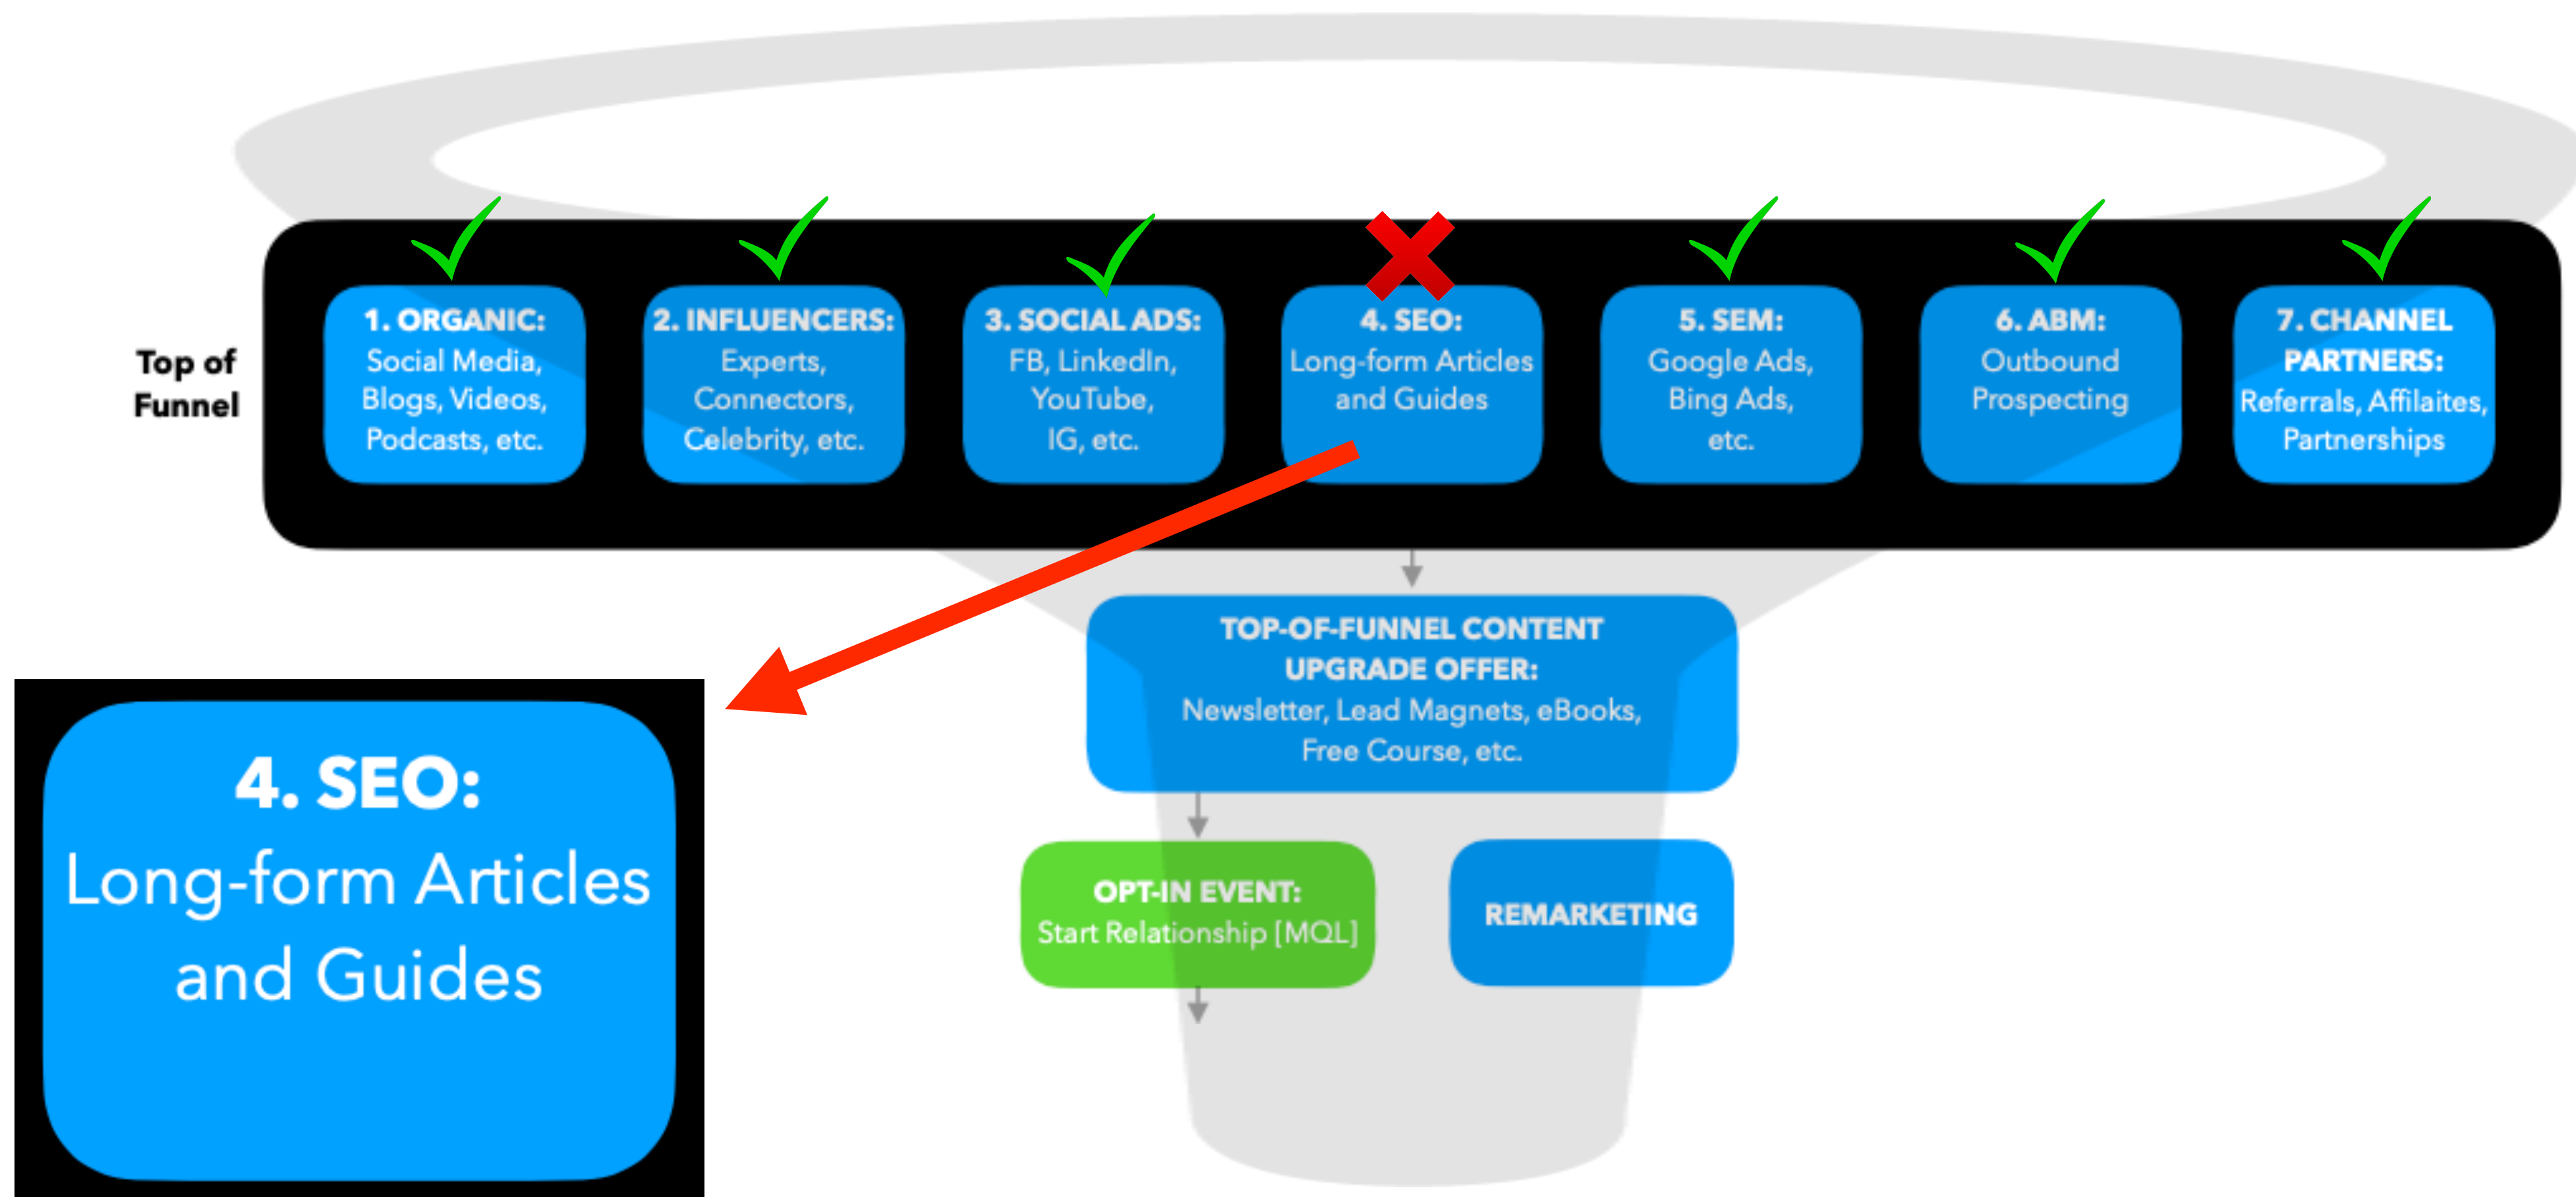 Top of
Funnel
1. ORGANIC:
Social Media,
Blogs, Videos,
Podcasts, etc.
2. INFLUENCERS:
Experts,
Connectors,
Celebrity, etc.
3. SOCIAL ADS:
FB, LinkedIn,
YouTube,
IG, etc.
4. SEO:
Long-form Articles
and Guides
5. SEM:
Google Ads,
Bing Ads,
etc.
6. ABM:
Outbound
Prospecting
7. CHANNEL
PARTNERS:
Referrals, Affilaites,
Partnerships
TOP-OF-FUNNEL CONTENT
UPGRADE OFFER:
Newsletter, Lead Magnets, eBooks,
Free Course, etc.
OPT-IN EVENT:
Start Relationship [MQL]
REMARKETING
4. SEO:
Long-form Articles
and Guides